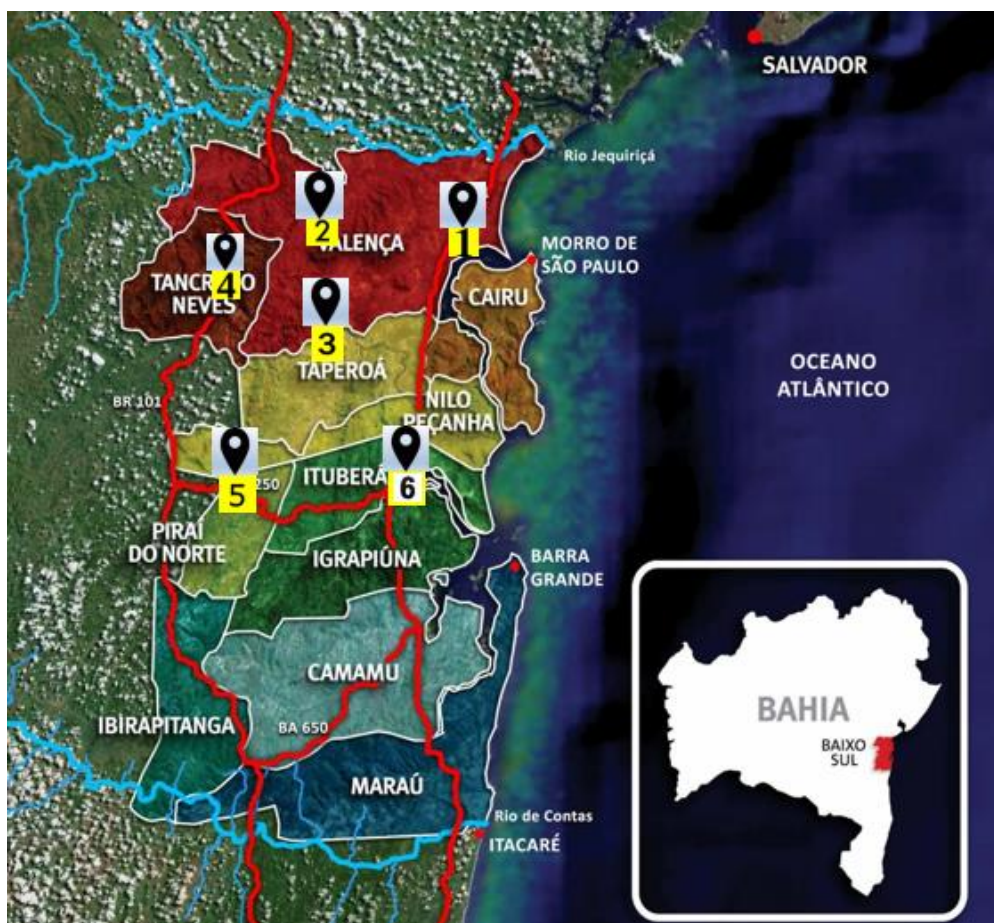 SALVADOR
Rio Jequiriçá
2
VALENÇA
1
MORRO DE
SÃO PAULO
4
TANCREDO
NEVES
CAIRU
3
TAPEROÁ
OCEANO
ATLÂNTICO
BR 101
NILO
PEÇANHA
5
250
ITUBERÁ
6
PIRAÍ
DO NORTE
IGRAPIÚNA
BARRA
GRANDE
CAMAMU
IBIRAPITANGA
BA 650
MARAÚ
Rio de Contas
ITACARÉ
BAHIA
BAIXO
SUL